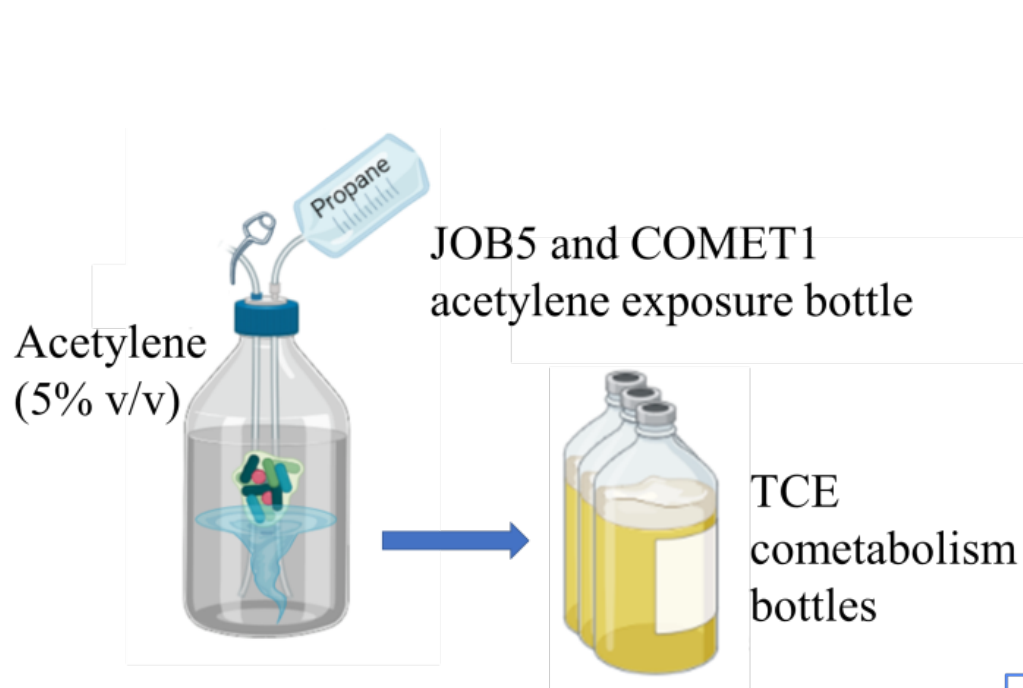 Propane
JOB5 and COMET1
acetylene exposure bottle
Acetylene
(5% v/v)
TCE
cometabolism
bottles